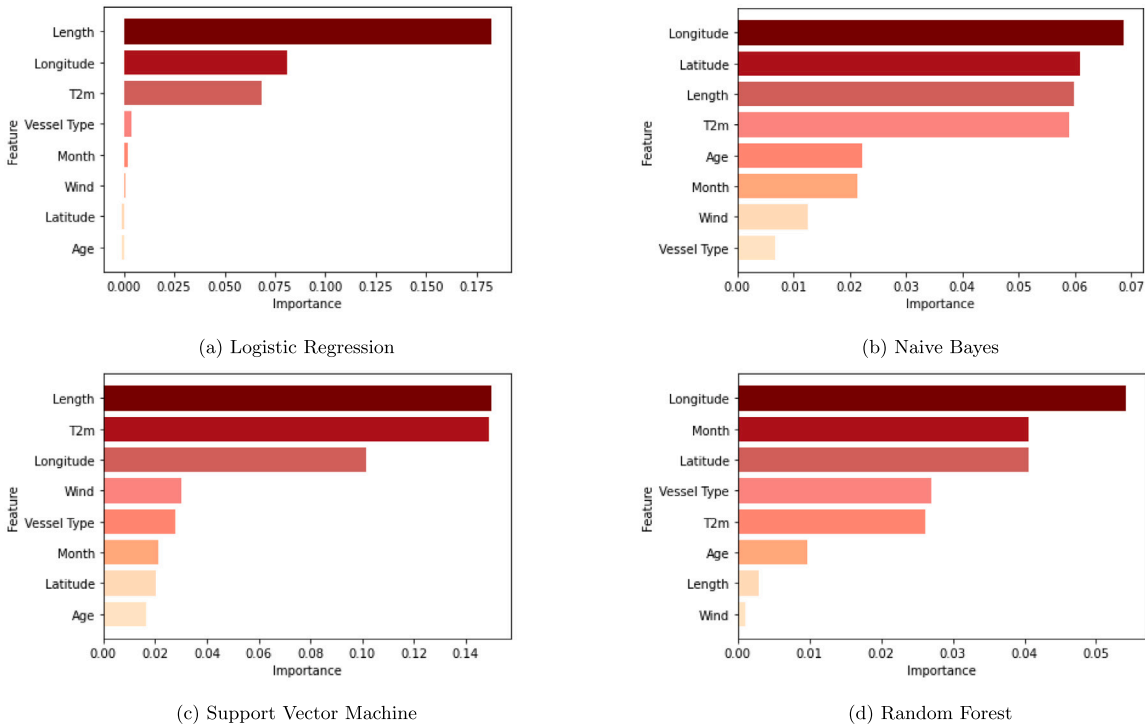 Length
Longitude
T2m
Vessel Type
Month
Wind
Latitude
Age
Feature
0.000 0.025 0.050 0.075 0.100 0.125 0.150 0.175
Importance
(a) Logistic Regression
Longitude
Latitude
Length
T2m
Age
Month
Wind
Vessel Type
Feature
0.00 0.01 0.02 0.03 0.04 0.05 0.06 0.07
Importance
(b) Naive Bayes
Length
T2m
Longitude
Wind
Vessel Type
Month
Latitude
Age
Feature
0.00 0.02 0.04 0.06 0.08 0.10 0.12 0.14
Importance
(c) Support Vector Machine
Longitude
Month
Latitude
Vessel Type
T2m
Age
Length
Wind
Feature
0.00 0.01 0.02 0.03 0.04 0.05
Importance
(d) Random Forest